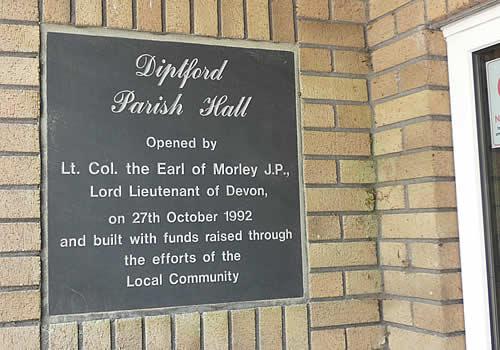 Diptford
Parish Hall
Opened by
Lt. Col. the Earl of Morley J.P.,
Lord Lieutenant of Devon,
on 27th October 1992
and built with funds raised through
the efforts of the
Local Community